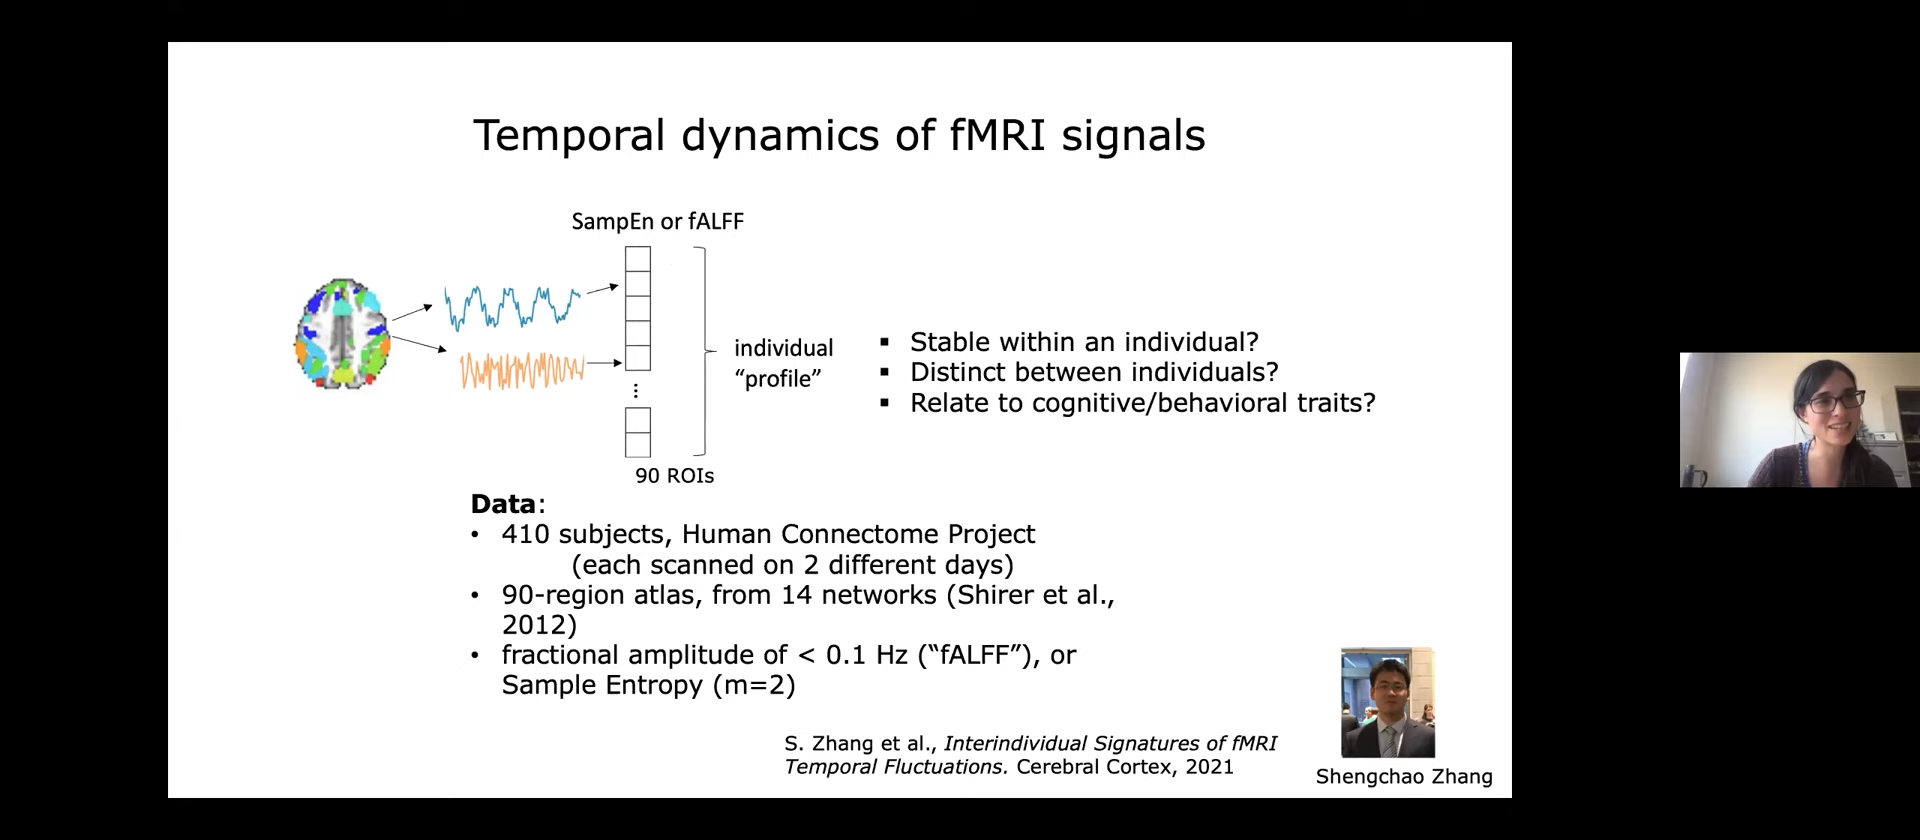 Temporal dynamics of fMRI signals
SampEn or fALFF
individual
“profile”
90 ROIs
▪ Stable within an individual?
▪ Distinct between individuals?
▪ Relate to cognitive/behavioral traits?
Data:
• 410 subjects, Human Connectome Project
(each scanned on 2 different days)
• 90-region atlas, from 14 networks (Shirer et al.,
2012)
• fractional amplitude of < 0.1 Hz (“fALFF”), or
Sample Entropy (m=2)
S. Zhang et al., Interindividual Signatures of fMRI
Temporal Fluctuations. Cerebral Cortex, 2021
Shengchao Zhang